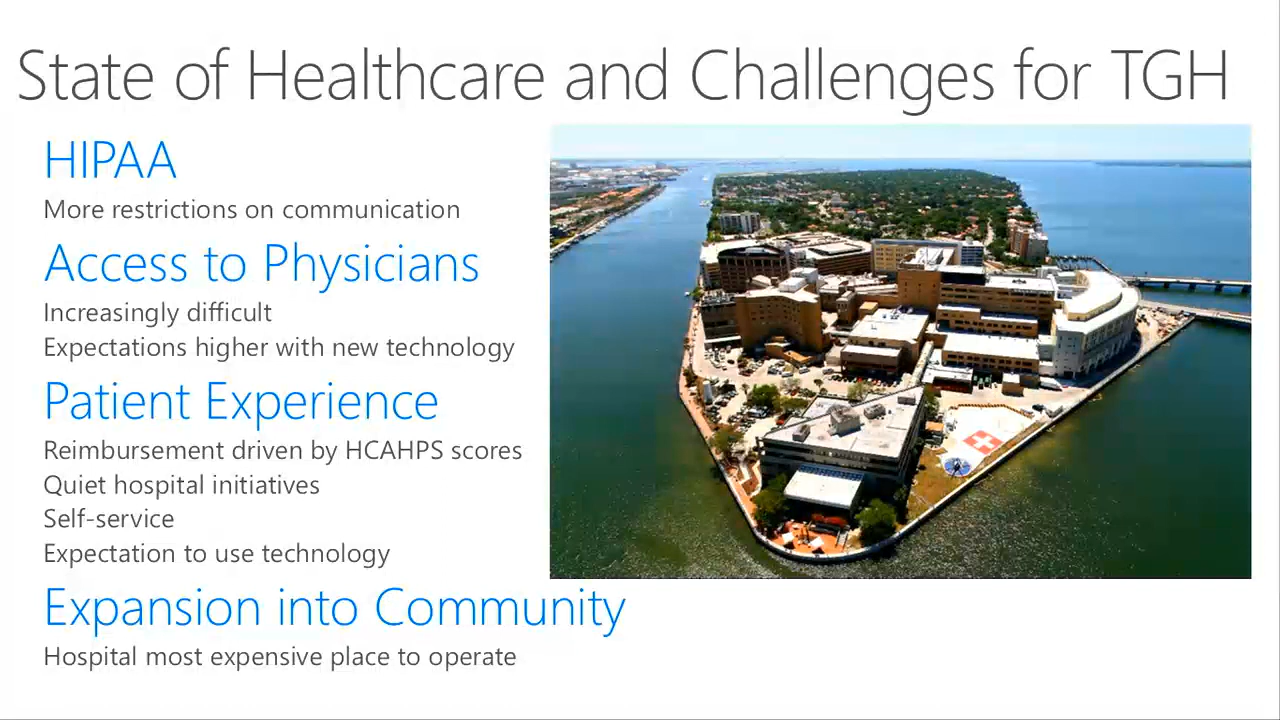 State of Healthcare and Challenges for TGH
HIPAA
More restrictions on communication
Access to Physicians
Increasingly difficult
Expectations higher with new technology
Patient Experience
Reimbursement driven by HCAHPS scores
Quiet hospital initiatives
Self-service
Expectation to use technology
Expansion into Community
Hospital most expensive place to operate